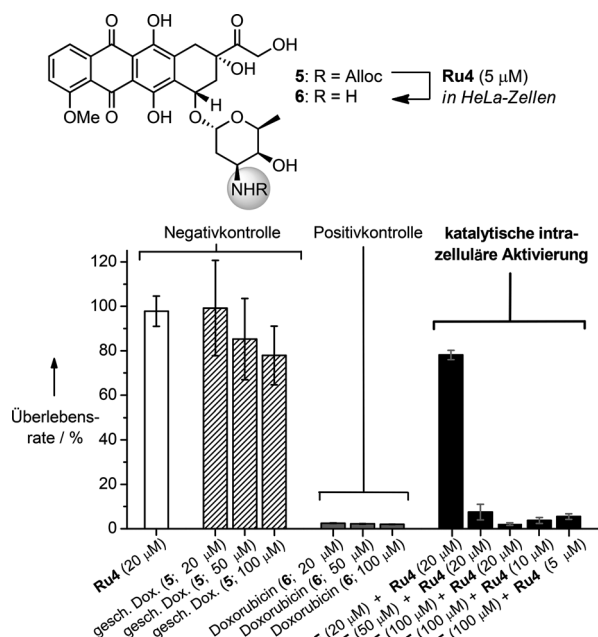 O
OH
O
OH
OH
5: R = Alloc
Ru4 (5 µM)
6: R = H
in HeLa-Zellen
OMe
O
OH
H
O
O
OH
NHR
Negativkontrolle
Positivkontrolle
katalytische intra-
zelluläre Aktivierung
120
100
80
60
40
20
0
Überlebens-
rate / %
Ru4 (20 µM)
gesch. Dox. (5; 20 µM)
gesch. Dox. (5; 50 µM)
gesch. Dox. (5; 100 µM)
Doxorubicin (6; 20 µM)
Doxorubicin (6; 50 µM)
Doxorubicin (6; 100 µM)
(20 µM) + Ru4 (20 µM)
(50 µM) + Ru4 (20 µM)
(100 µM) + Ru4 (20 µM)
(100 µM) + Ru4 (10 µM)
(100 µM) + Ru4 (5 µM)